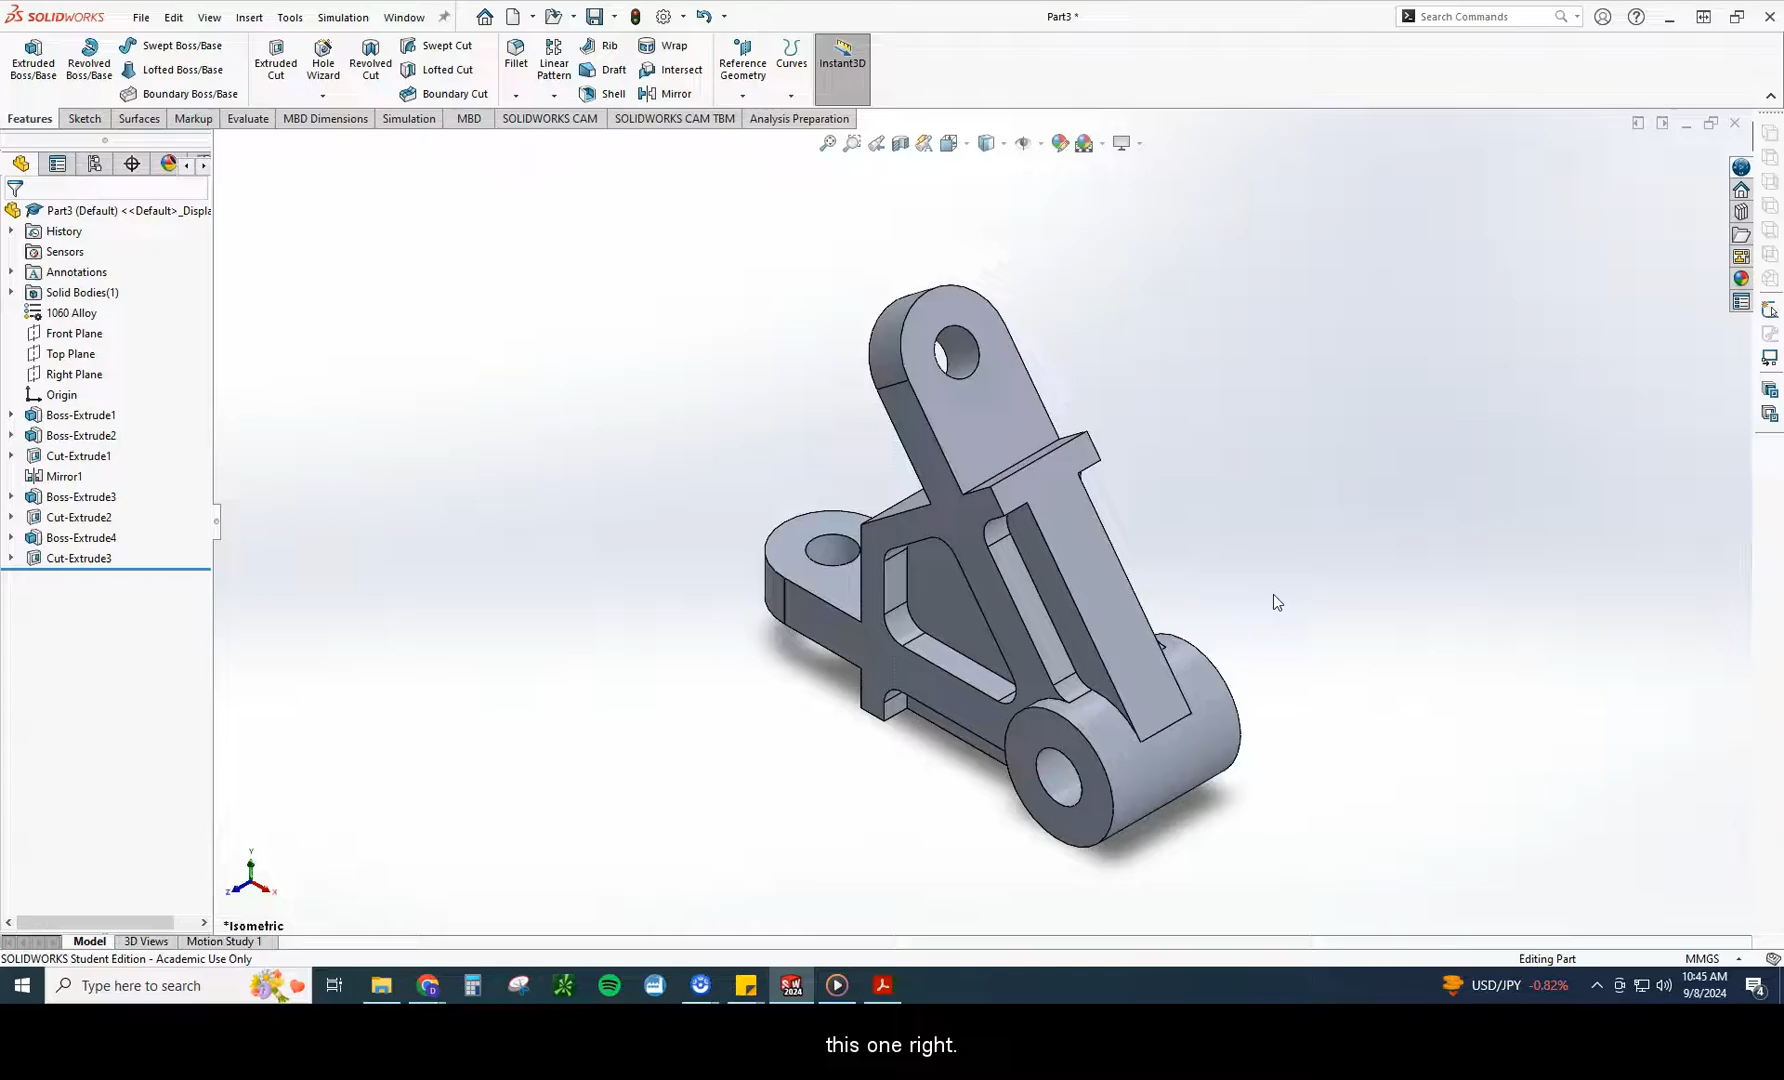 SOLIDWORKS File Edit View Insert Tools Simulation Window Part3 * Search Commands
Extruded Boss/Base
Revolved Boss/Base
Swept Boss/Base
Lofted Boss/Base
Boundary Boss/Base
Extruded Cut
Hole Wizard
Revolved Cut
Swept Cut
Lofted Cut
Boundary Cut
Fillet
Linear Pattern
Rib
Draft
Shell
Wrap
Intersect
Mirror
Reference Geometry
Curves
Instant3D
Features Sketch Surfaces Markup Evaluate MBD Dimensions Simulation MBD SOLIDWORKS CAM SOLIDWORKS CAM TBM Analysis Preparation
Part3 (Default) <<Default>_Displa
History
Sensors
Annotations
Solid Bodies(1)
1060 Alloy
Front Plane
Top Plane
Right Plane
Origin
Boss-Extrude1
Boss-Extrude2
Cut-Extrude1
Mirror1
Boss-Extrude3
Cut-Extrude2
Boss-Extrude4
Cut-Extrude3
Y
Z X
*Isometric
Model 3D Views Motion Study 1
SOLIDWORKS Student Edition - Academic Use Only Editing Part MMGS
Type here to search SW 2024 USD/JPY -0.82% 10:45 AM
9/8/2024 4
this one right.